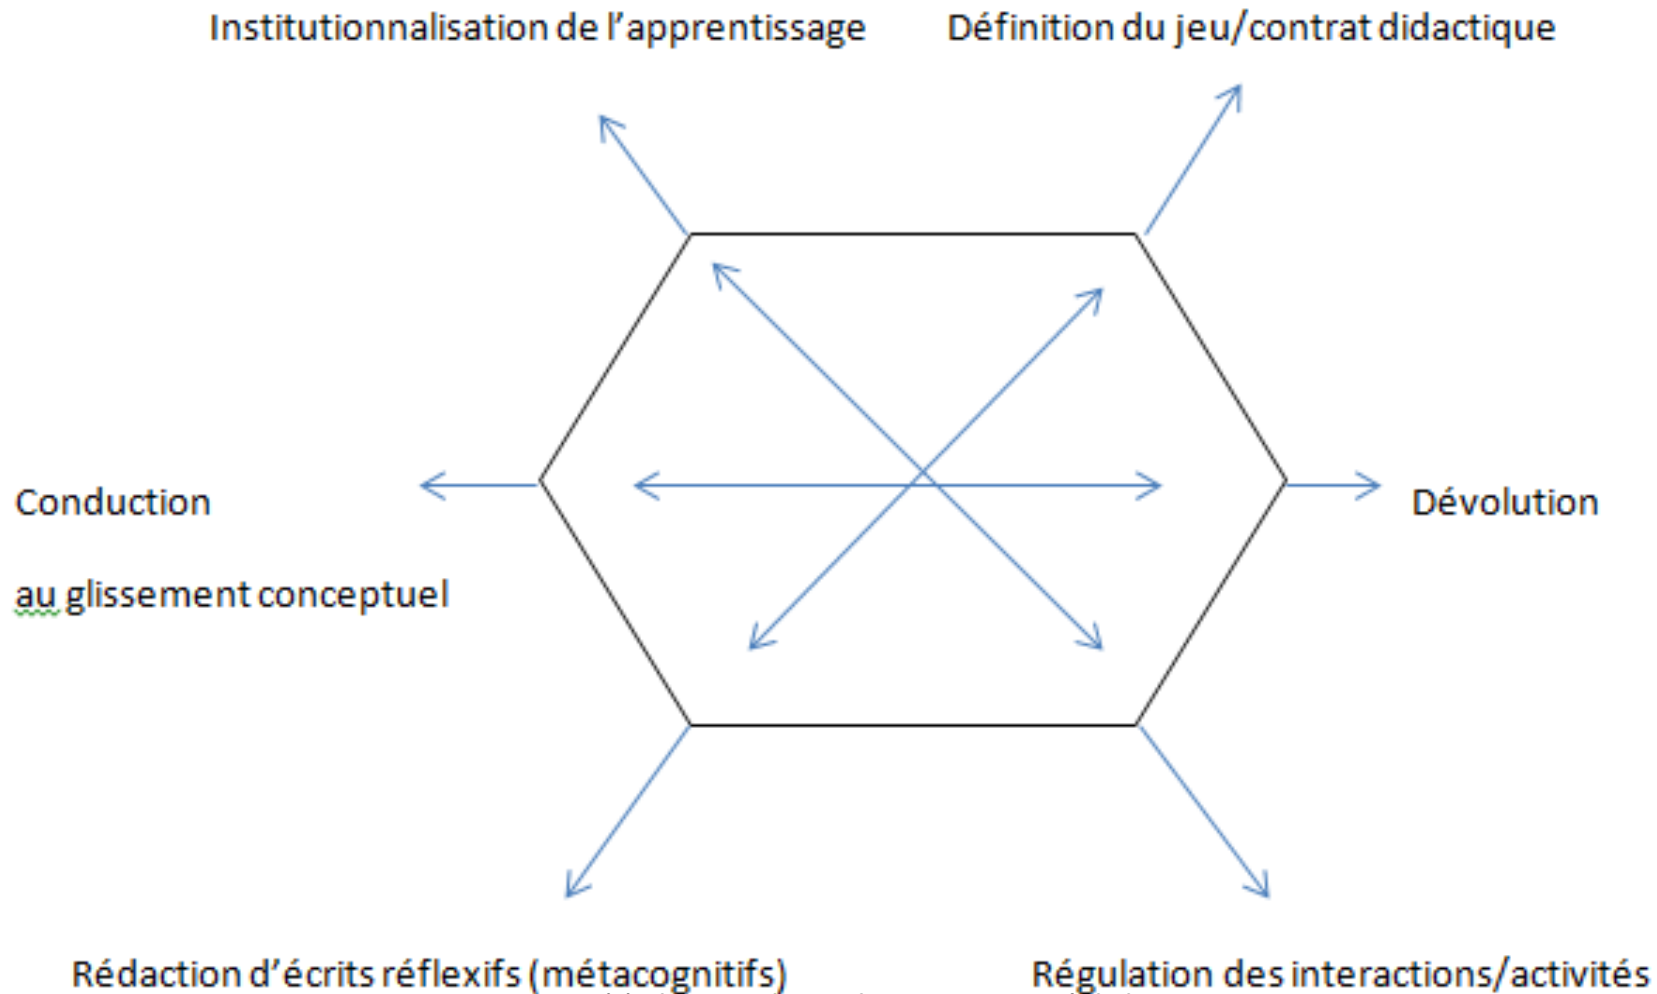 Institutionnalisation de l’apprentissage
Définition du jeu/contrat didactique
Conduction
Dévolution
au glissement conceptuel
Rédaction d’écrits réflexifs (métacognitifs)
Régulation des interactions/activités